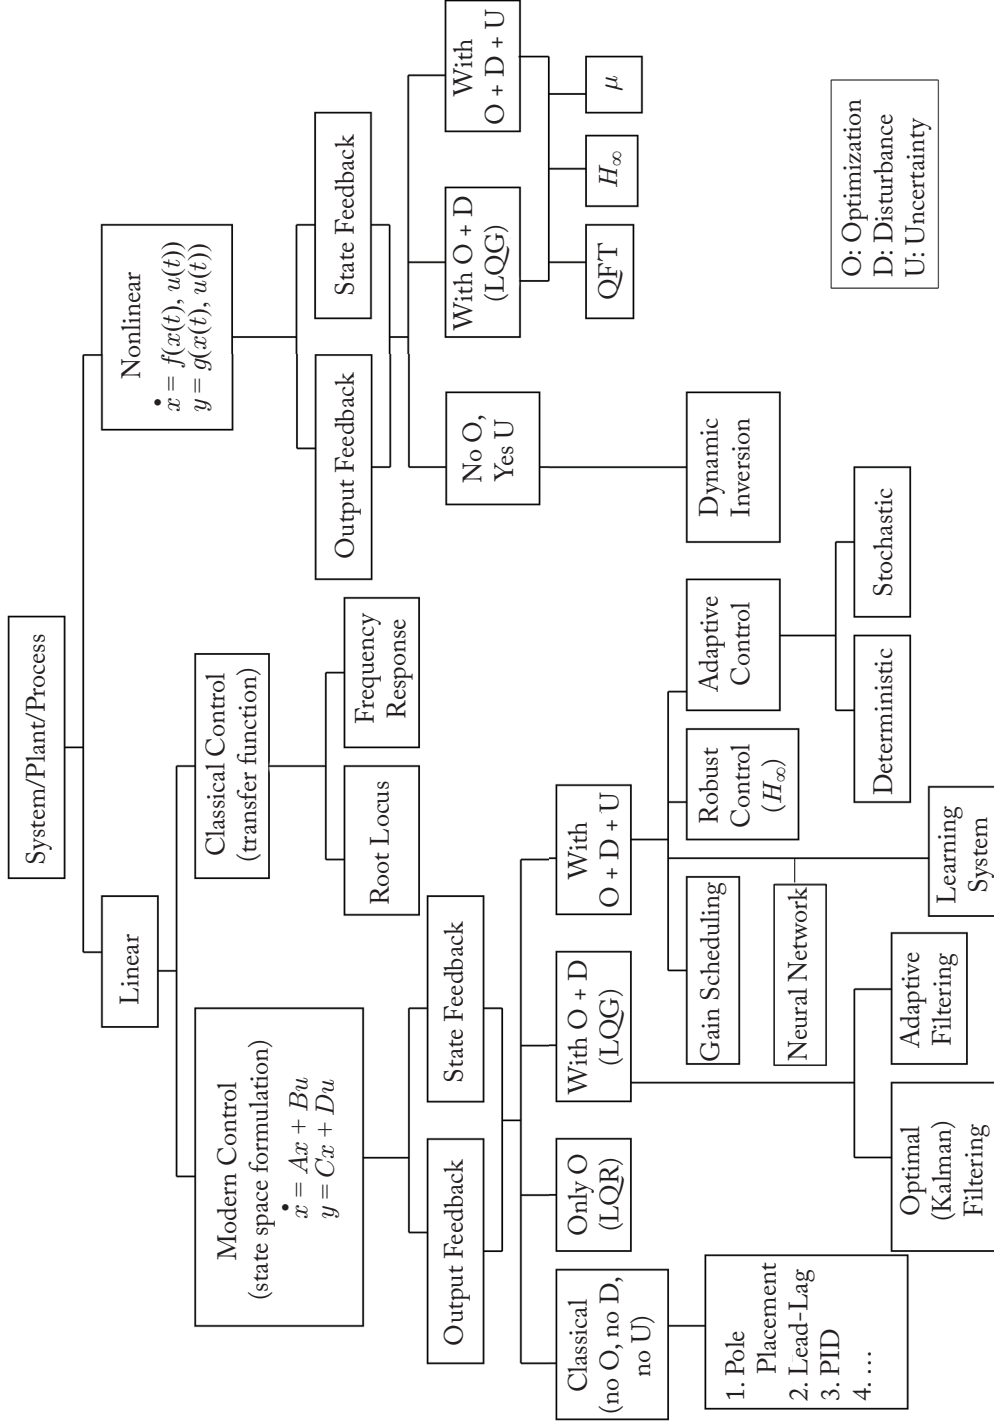 System/Plant/Process
Linear
Nonlinear
ẋ = f(x(t), u(t))
y = g(x(t), u(t))
Modern Control
(state space formulation)
ẋ = Ax + Bu
y = Cx + Du
Classical Control
(transfer function)
Output Feedback
State Feedback
Root Locus
Frequency
Response
Output Feedback
State Feedback
Classical
(no O, no D,
no U)
Only O
(LQR)
With O + D
(LQG)
With
O + D + U
No O,
Yes U
With O + D
(LQG)
With
O + D + U
QFT
H∞
μ
1. Pole
Placement
2. Lead-Lag
3. PID
4. …
Gain Scheduling
Robust
Control
(H∞)
Adaptive
Control
Dynamic
Inversion
Neural Network
Optimal
(Kalman)
Filtering
Adaptive
Filtering
Learning
System
Deterministic
Stochastic
O: Optimization
D: Disturbance
U: Uncertainty